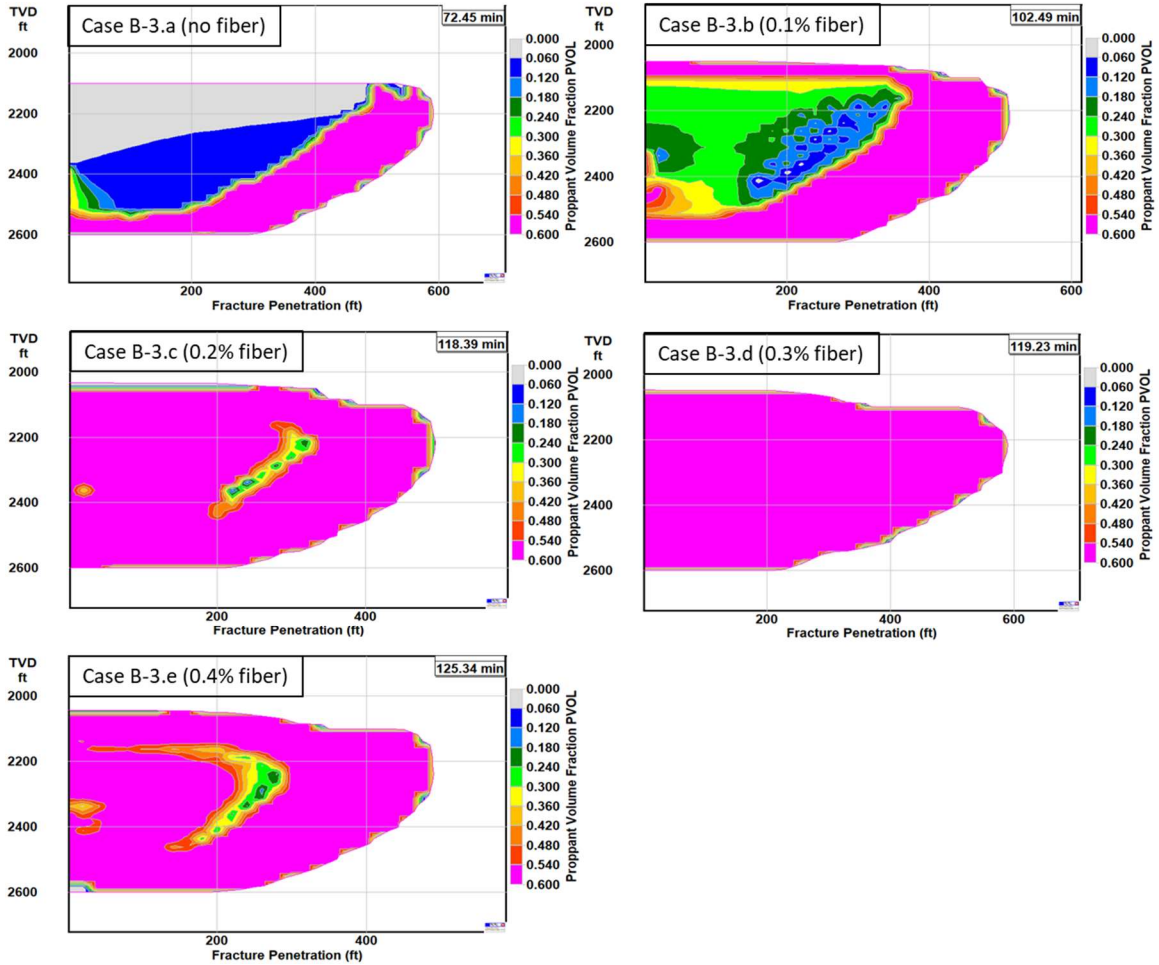 TVD
ft
Case B-3.a (no fiber)
72.45 min
2000
2200
2400
2600
200
400
600
Fracture Penetration (ft)
0.000
0.060
0.120
0.180
0.240
0.300
0.360
0.420
0.480
0.540
0.600
Proppant Volume Fraction PVOL
TVD
ft
Case B-3.b (0.1% fiber)
102.49 min
2000
2200
2400
2600
200
400
600
Fracture Penetration (ft)
0.000
0.060
0.120
0.180
0.240
0.300
0.360
0.420
0.480
0.540
0.600
Proppant Volume Fraction PVOL
TVD
ft
Case B-3.c (0.2% fiber)
118.39 min
2000
2200
2400
2600
200
400
Fracture Penetration (ft)
0.000
0.060
0.120
0.180
0.240
0.300
0.360
0.420
0.480
0.540
0.600
Proppant Volume Fraction PVOL
TVD
ft
Case B-3.d (0.3% fiber)
119.23 min
2000
2200
2400
2600
200
400
600
Fracture Penetration (ft)
0.000
0.060
0.120
0.180
0.240
0.300
0.360
0.420
0.480
0.540
0.600
Proppant Volume Fraction PVOL
TVD
ft
Case B-3.e (0.4% fiber)
125.34 min
2000
2200
2400
2600
200
400
Fracture Penetration (ft)
0.000
0.060
0.120
0.180
0.240
0.300
0.360
0.420
0.480
0.540
0.600
Proppant Volume Fraction PVOL